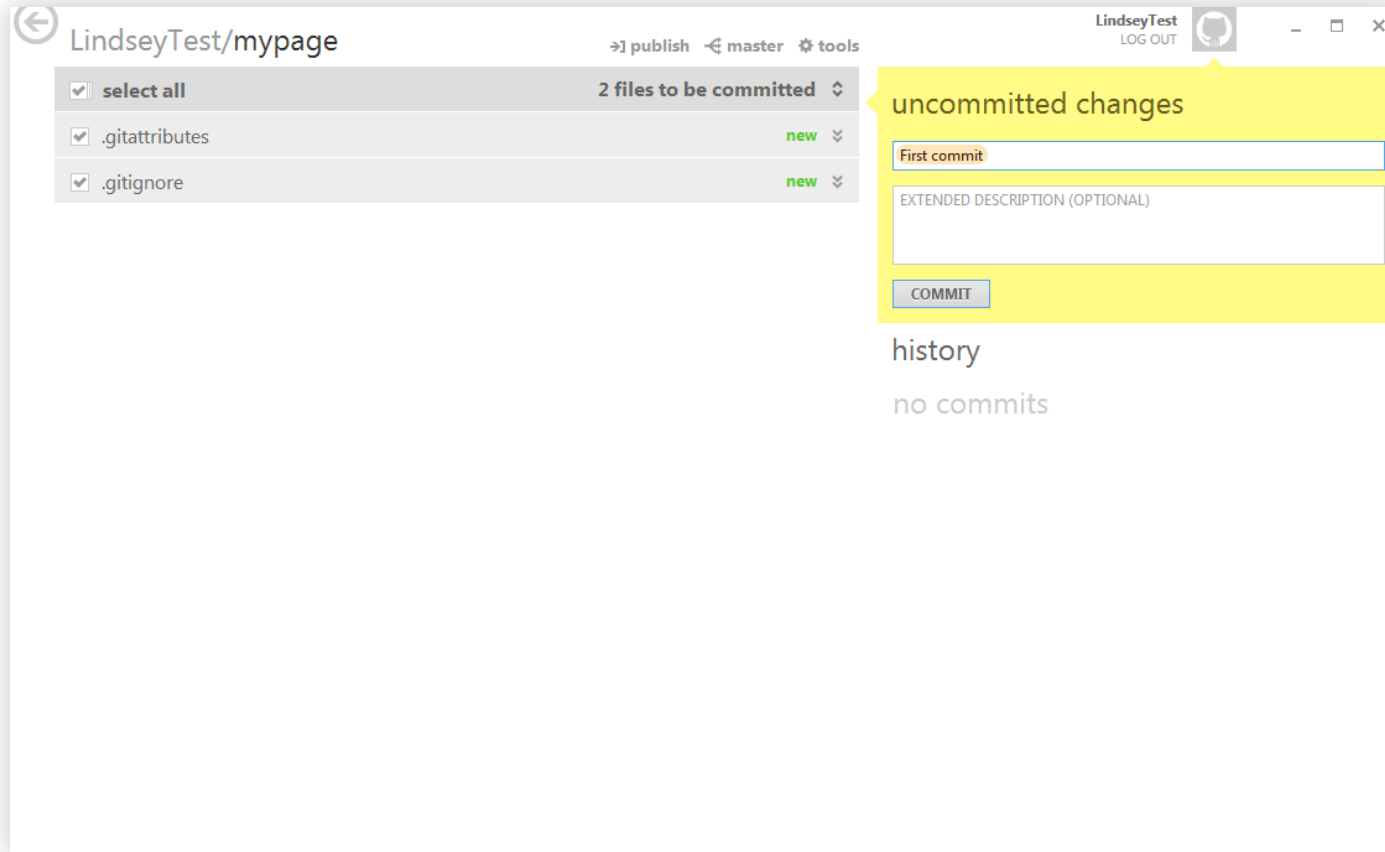 LindseyTest/mypage
publish master tools
LindseyTest
LOG OUT
select all 2 files to be committed
.gitattributes new
.gitignore new
uncommitted changes
First commit
EXTENDED DESCRIPTION (OPTIONAL)
COMMIT
history
no commits